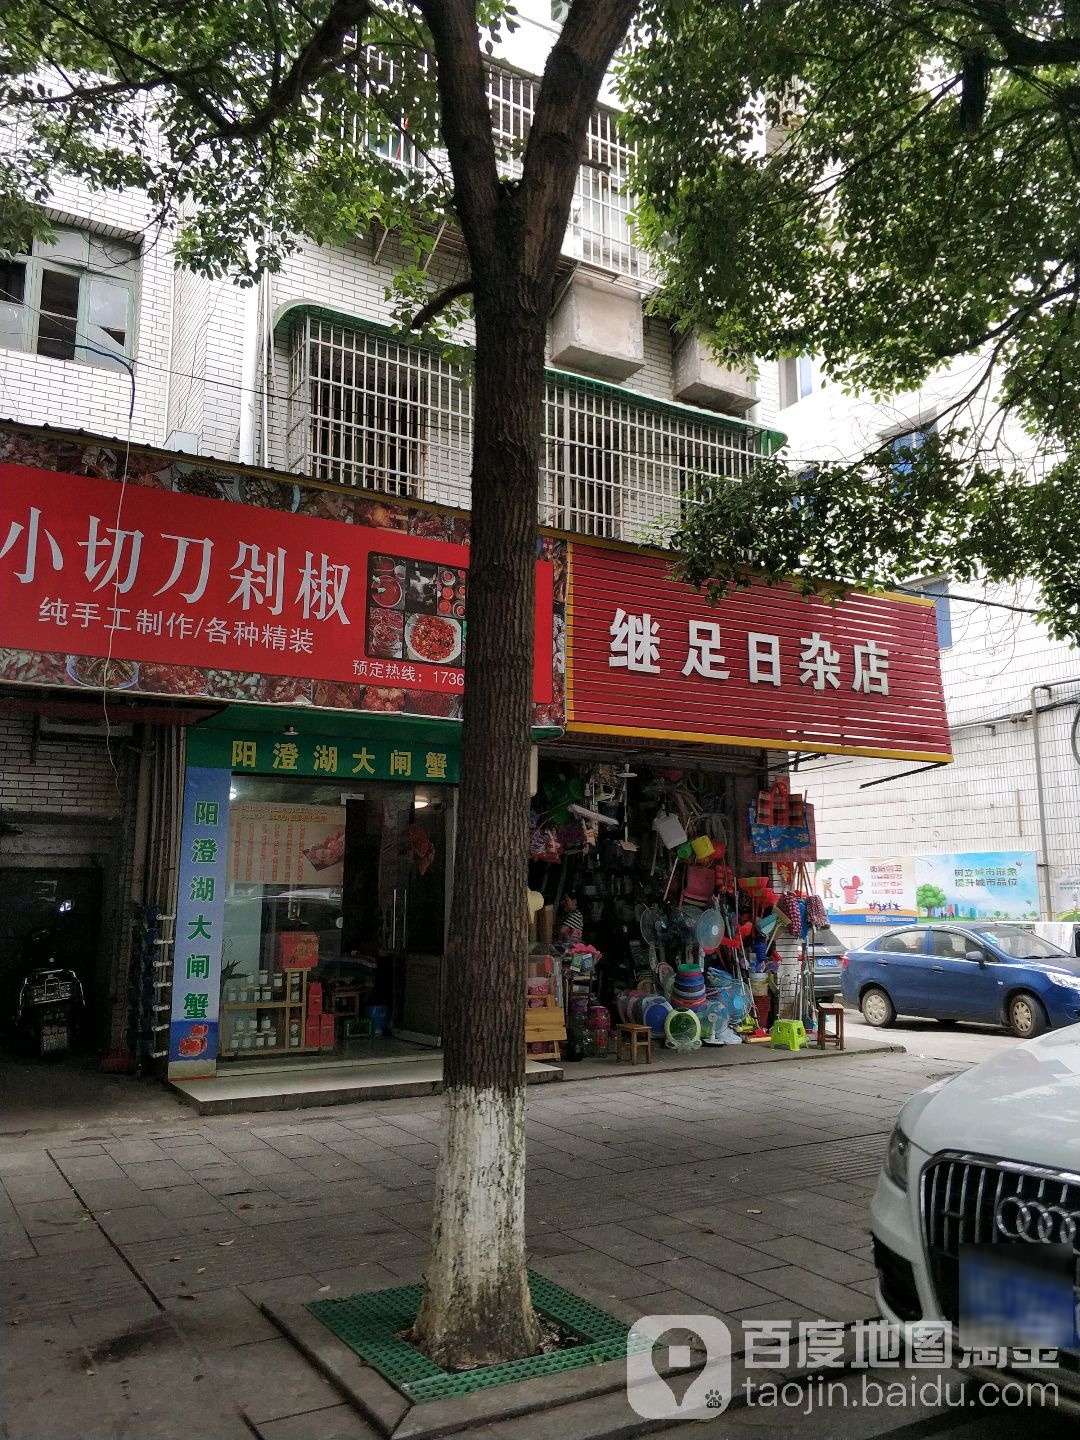 小切刀剁椒
纯手工制作/各种精装
预定热线：1736
继足日杂店
阳澄湖大闸蟹
阳澄湖大闸蟹
树立城市形象
提升城市品位
百度地图淘金
taojin.baidu.com